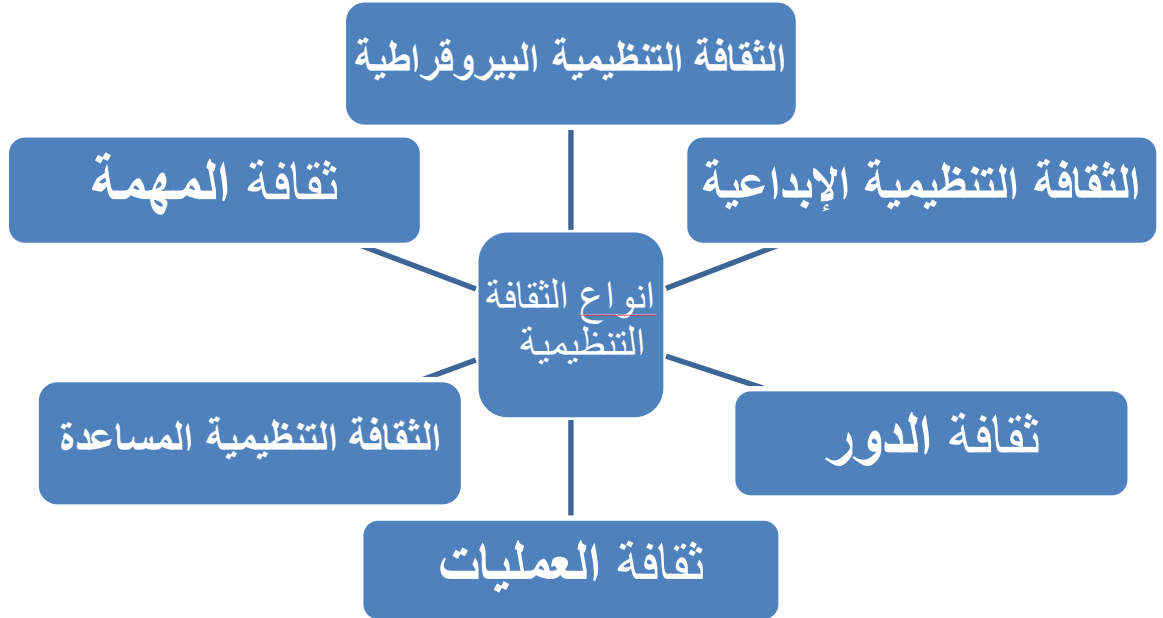 الثقافة التنظيمية البيروقراطية
الثقافة التنظيمية الإبداعية
ثقافة المهمة
انواع الثقافة
التنظيمية
ثقافة الدور
الثقافة التنظيمية المساعدة
ثقافة العمليات